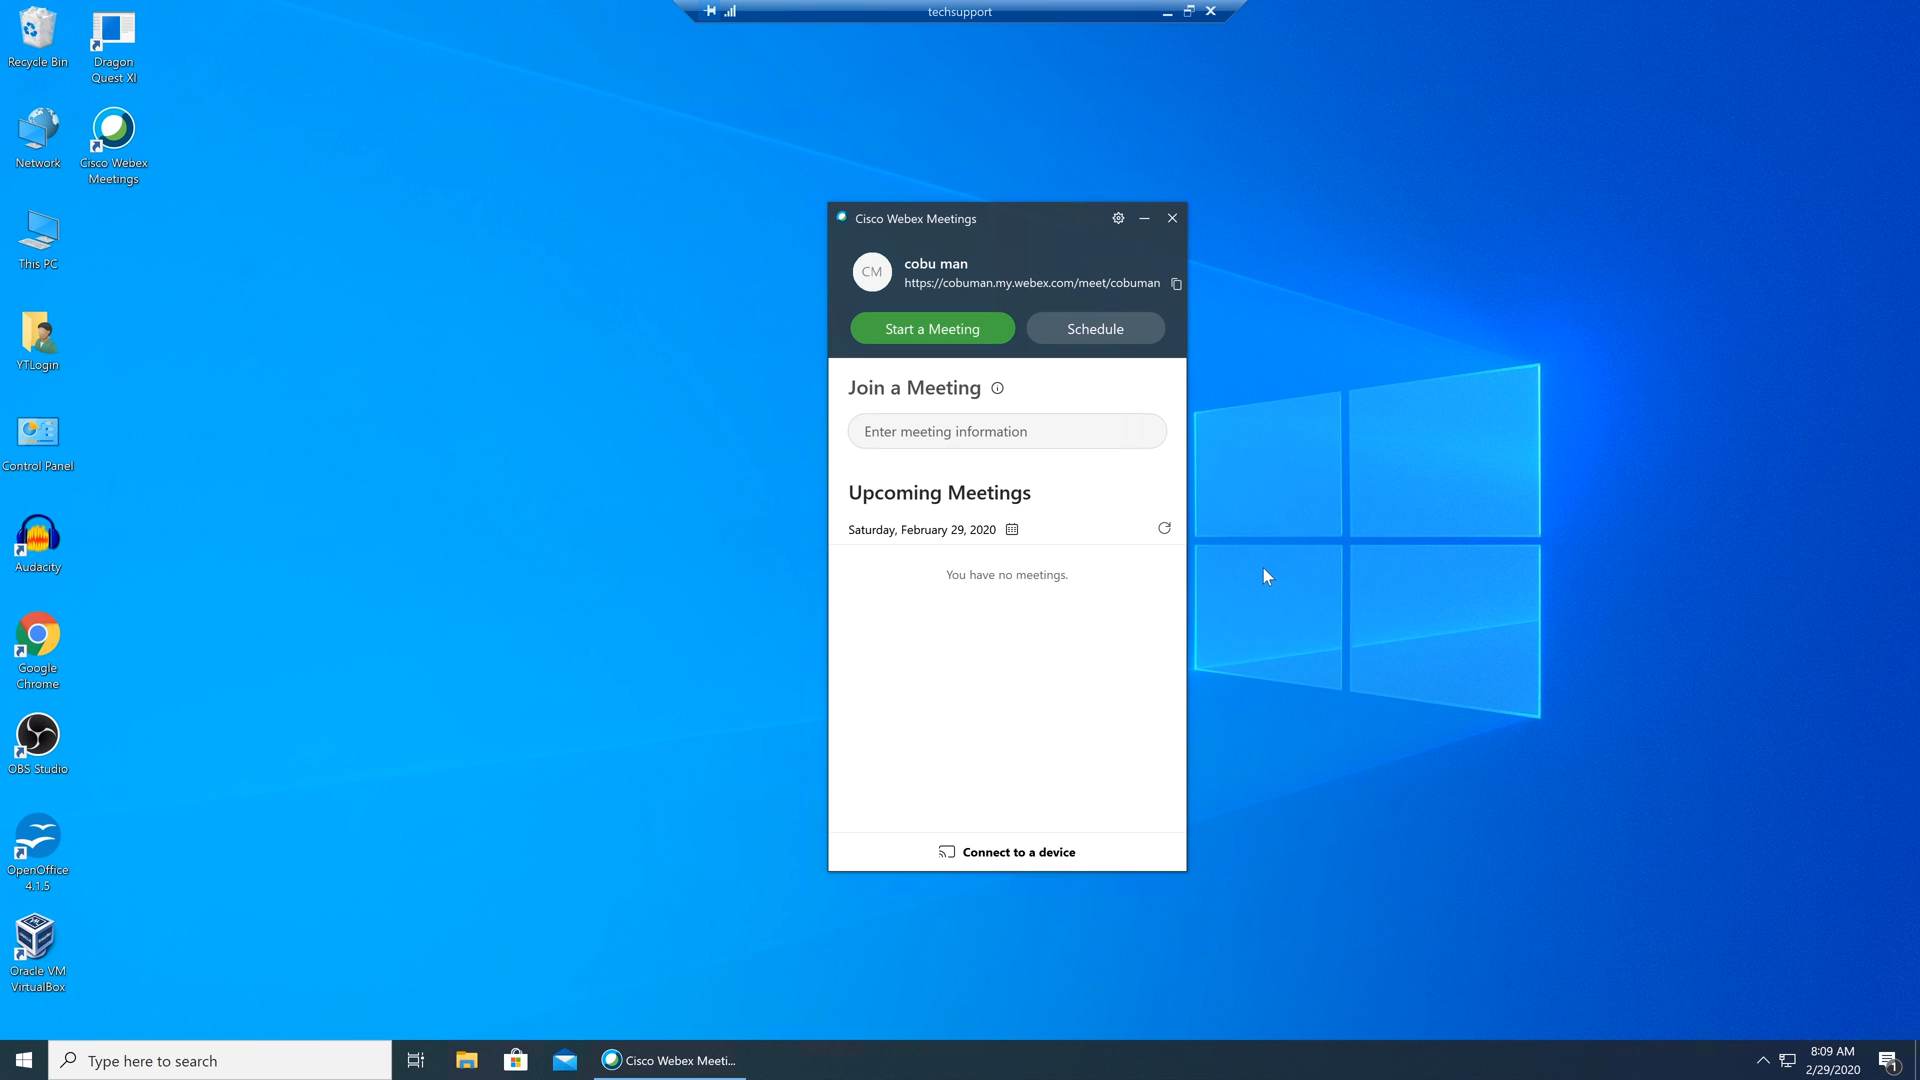 techsupport
Recycle Bin
Dragon
Quest XI
Network
Cisco Webex
Meetings
This PC
YTLogin
Control Panel
Audacity
Google
Chrome
OBS Studio
OpenOffice
4.1.5
Oracle VM
VirtualBox
Cisco Webex Meetings
CM
cobu man
https://cobuman.my.webex.com/meet/cobuman
Start a Meeting
Schedule
Join a Meeting
Enter meeting information
Upcoming Meetings
Saturday, February 29, 2020
You have no meetings.
Connect to a device
Type here to search
Cisco Webex Meeti...
8:09 AM
2/29/2020
1